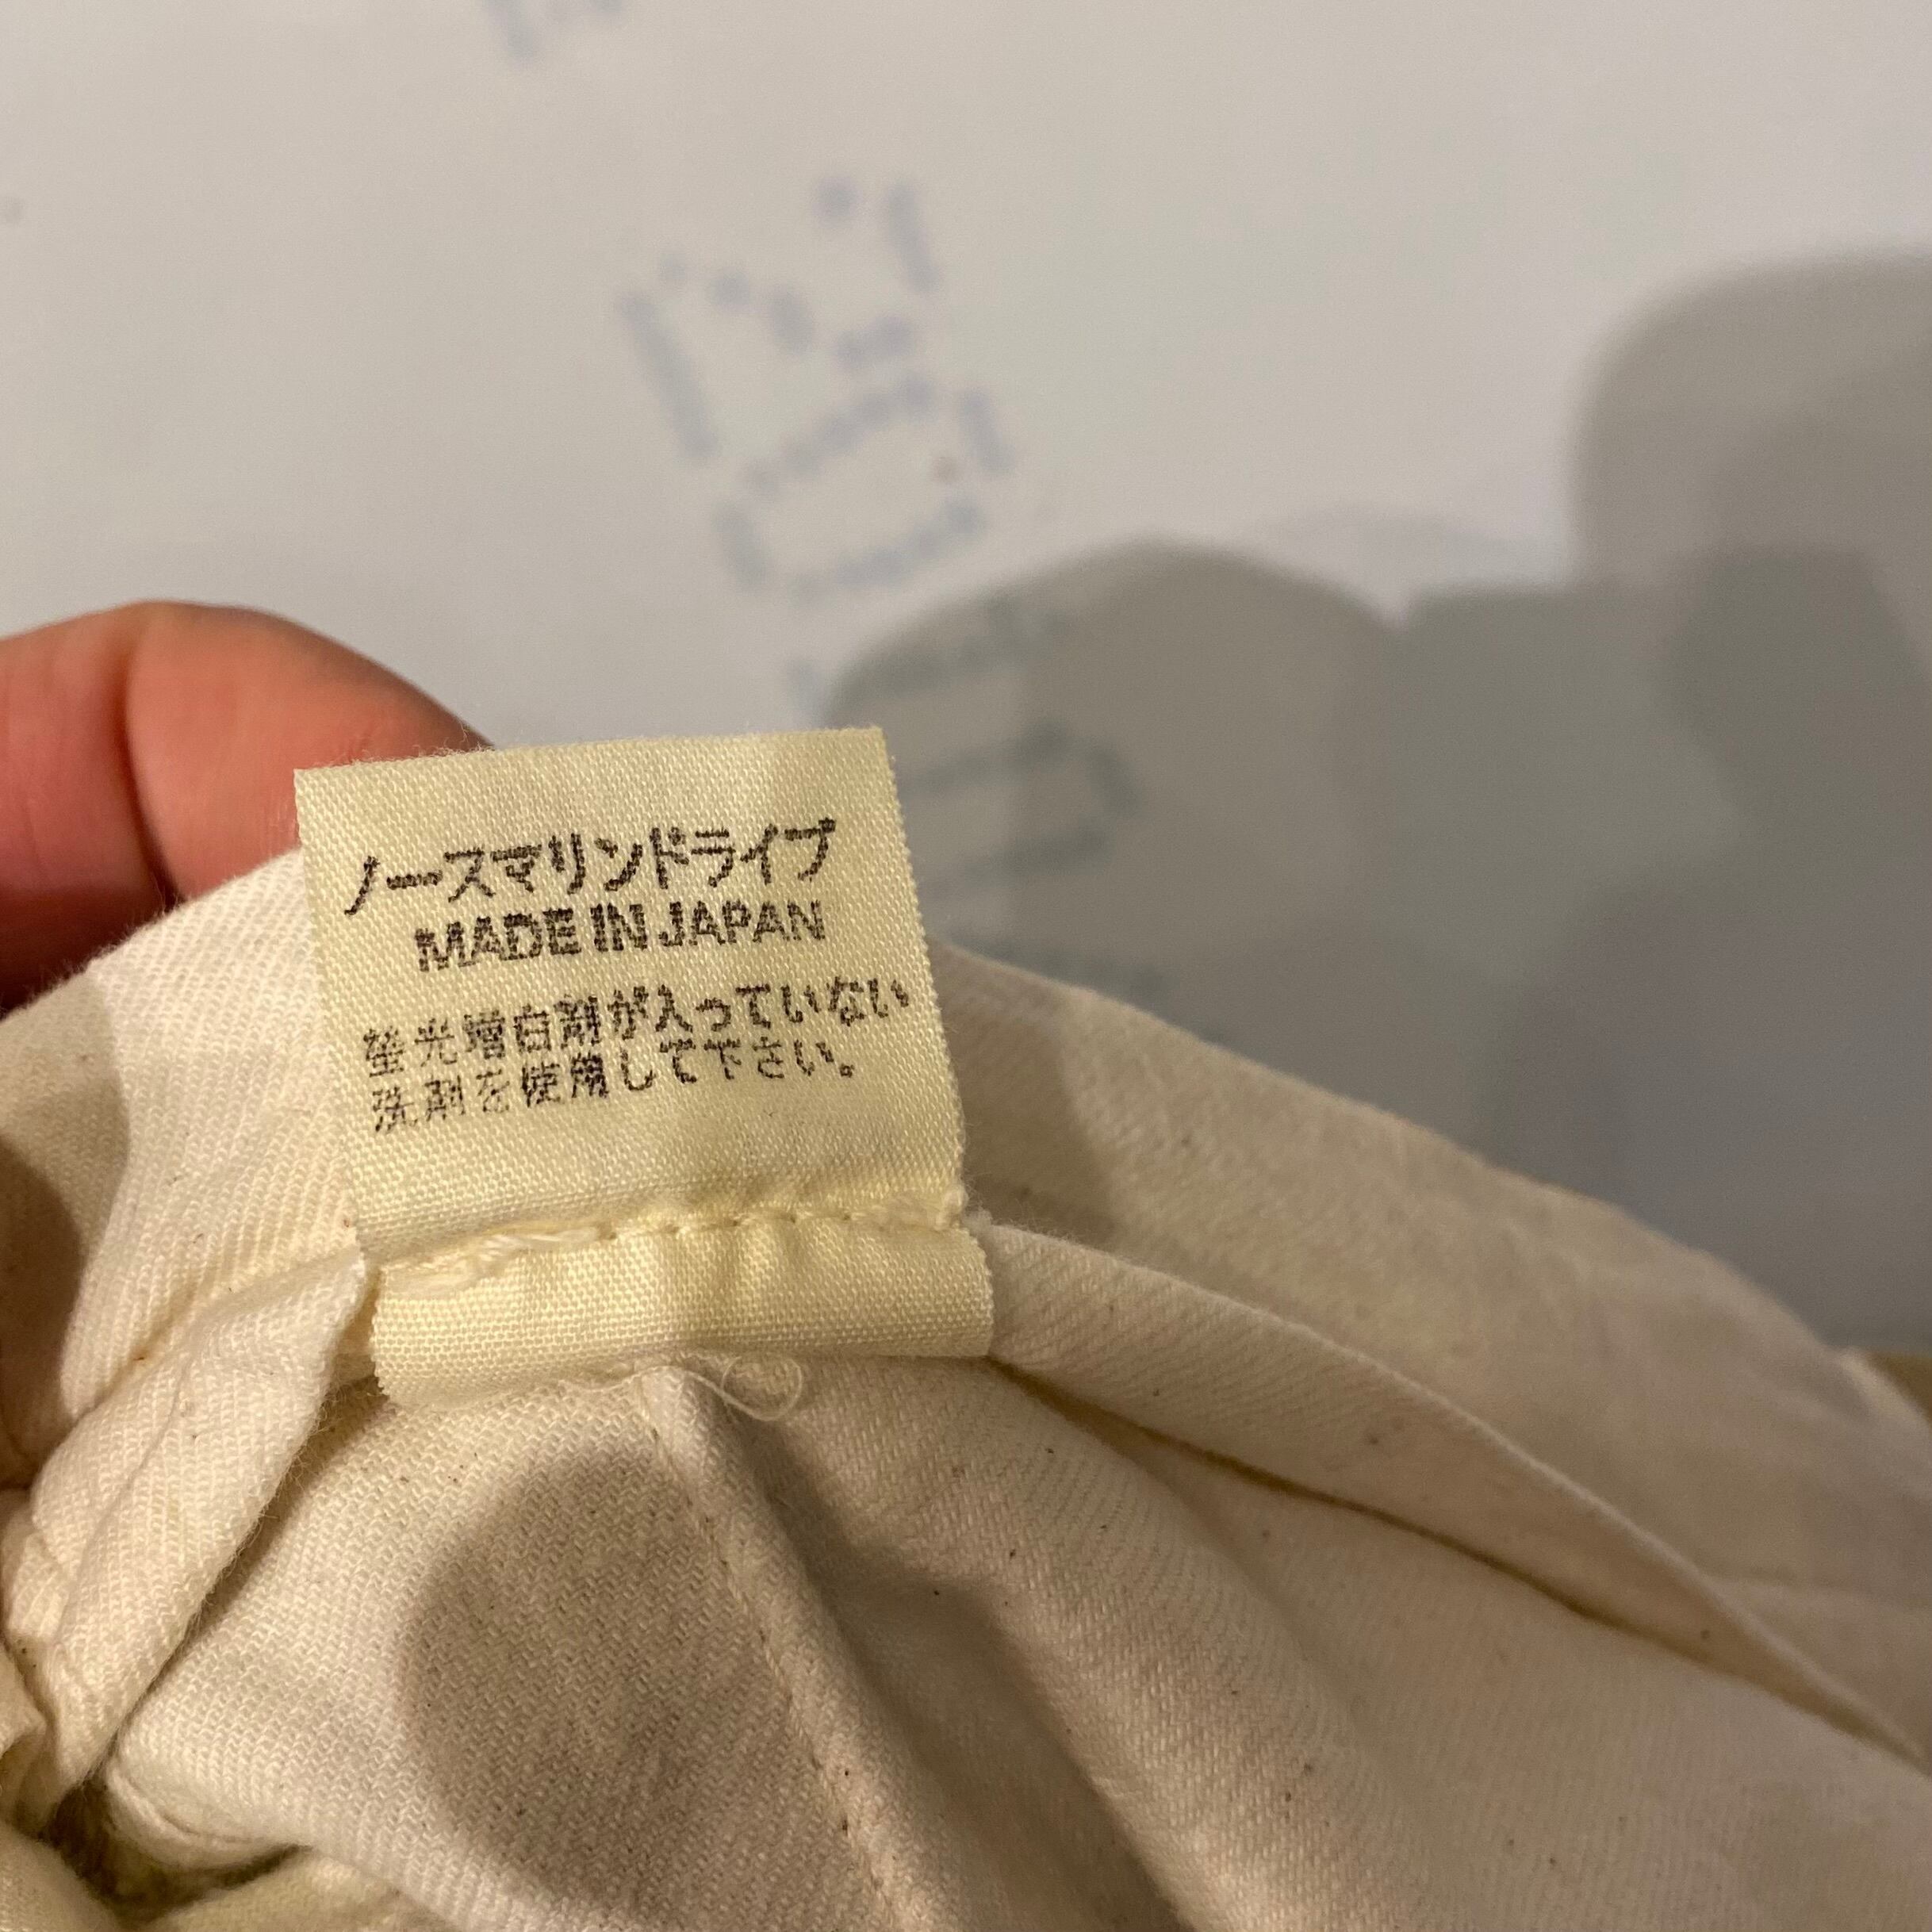 ノースマリンドライブ
MADE IN JAPAN
蛍光増白剤が入っていない
洗剤を使用して下さい。